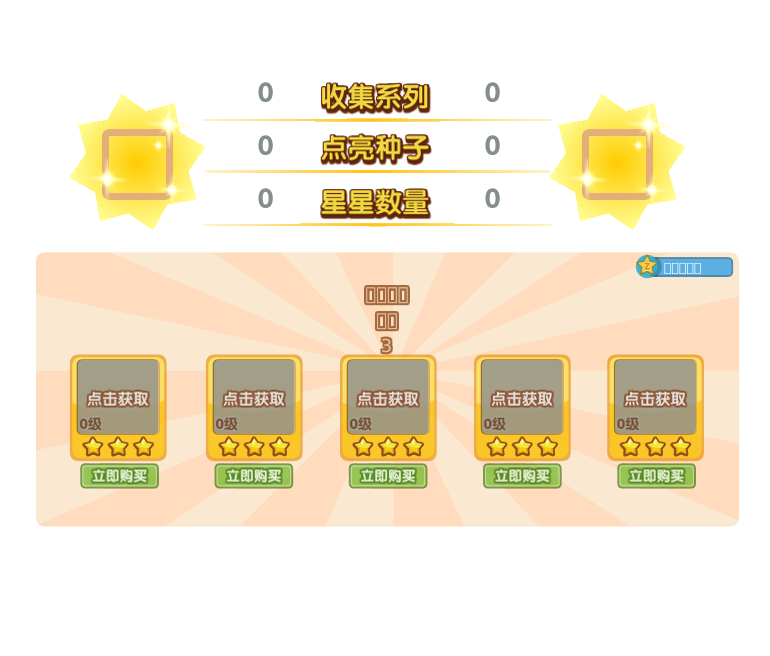 0 收集系列 0
0 点亮种子 0
0 星星数量 0
Z
3
点击获取 点击获取 点击获取 点击获取 点击获取
0级 0级 0级 0级 0级
立即购买 立即购买 立即购买 立即购买 立即购买